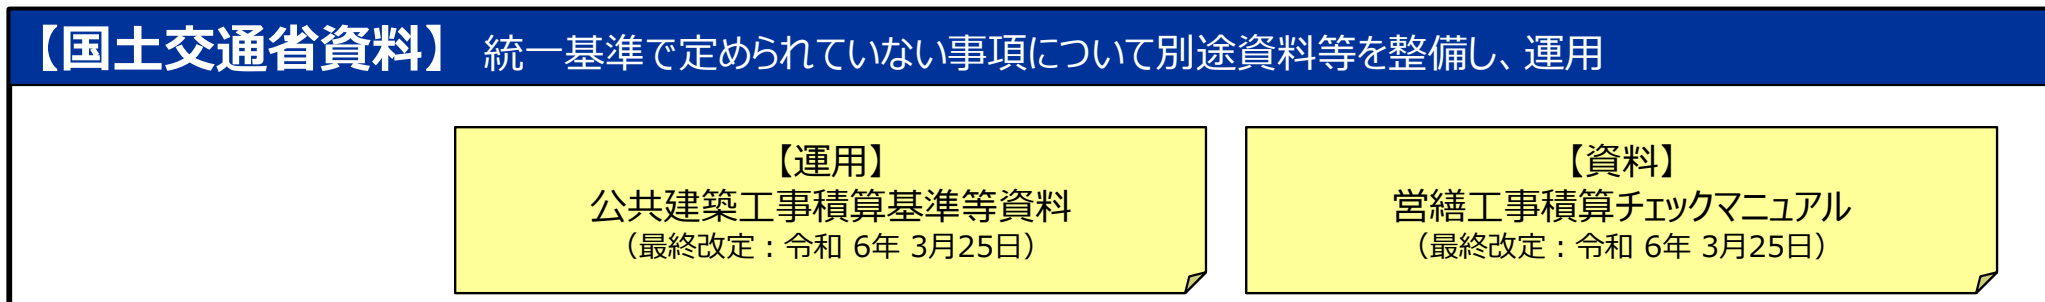 【国土交通省資料】 統一基準で定められていない事項について別途資料等を整備し、運用
【運用】
公共建築工事積算基準等資料
（最終改定：令和 6年 3月25日）
【資料】
営繕工事積算チェックマニュアル
（最終改定：令和 6年 3月25日）